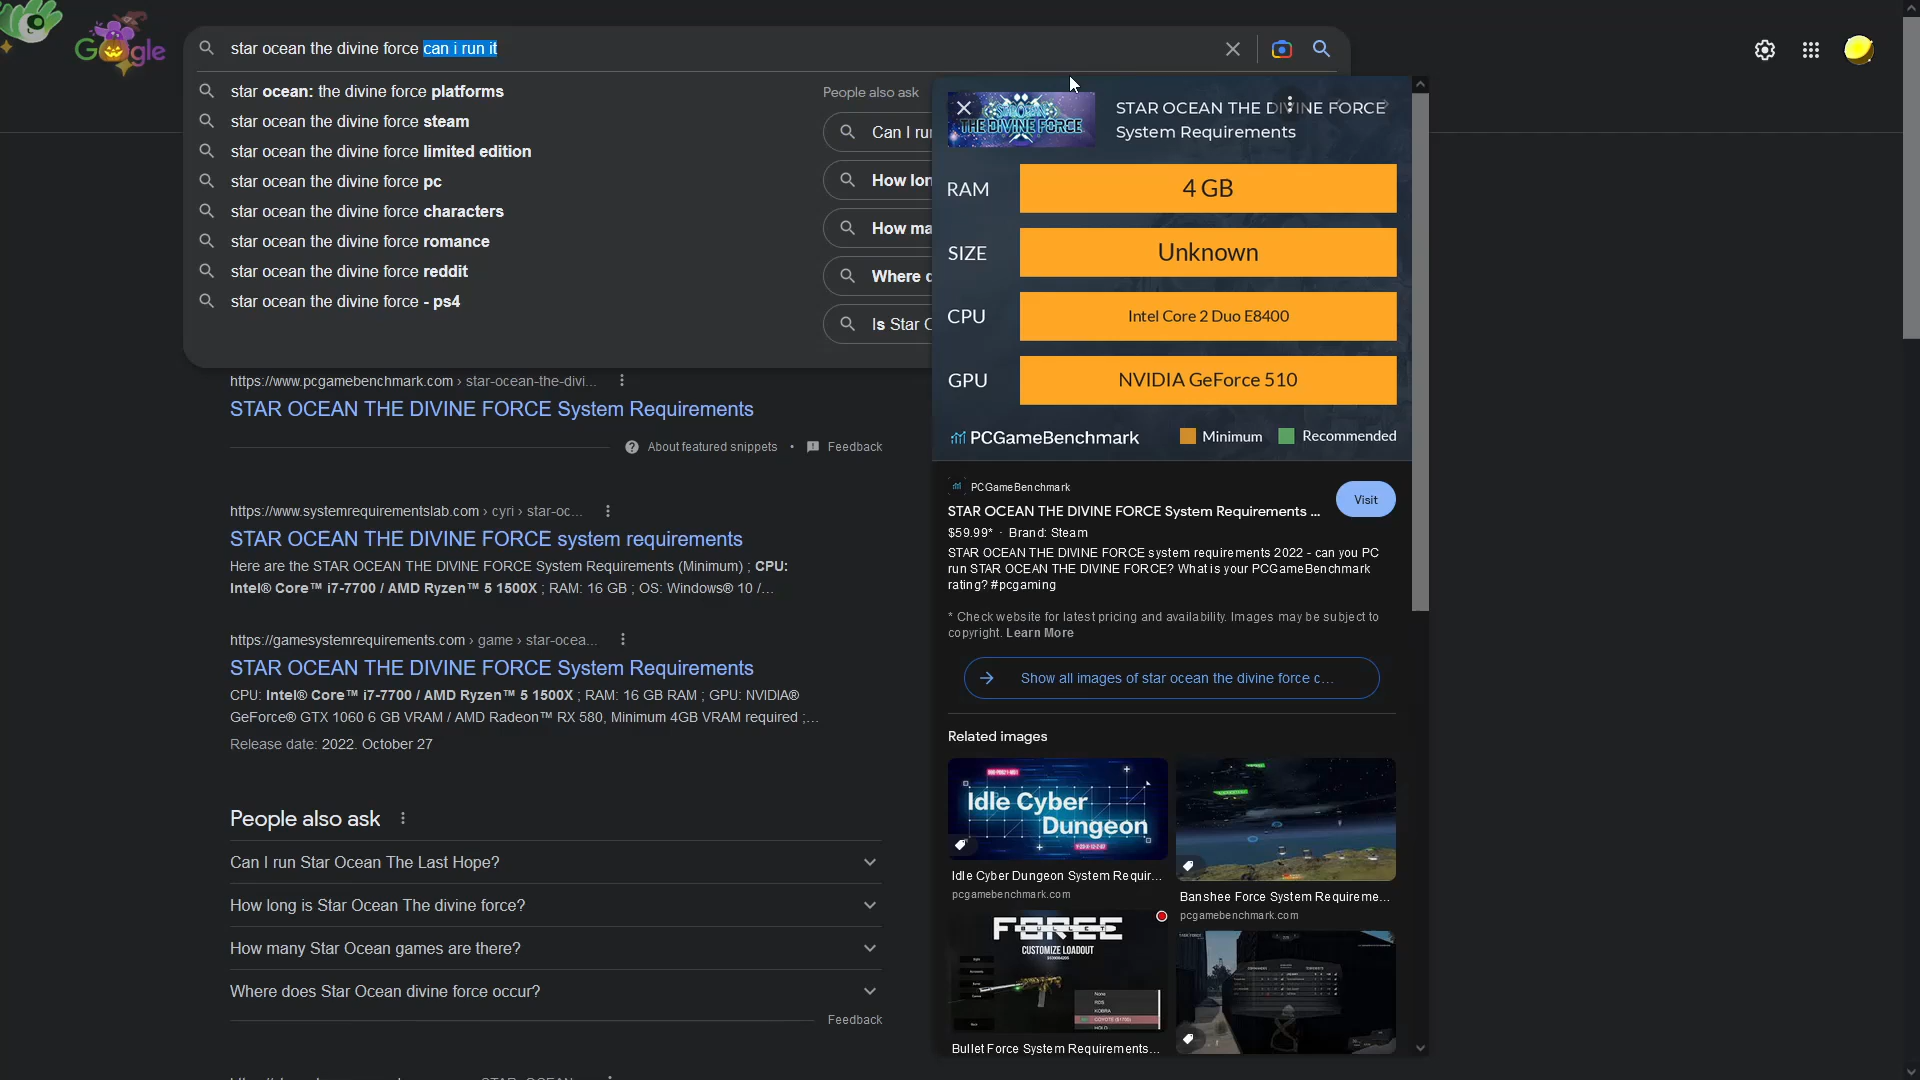 Google
star ocean the divine force can i run it
star ocean: the divine force platforms
star ocean the divine force steam
star ocean the divine force limited edition
star ocean the divine force pc
star ocean the divine force characters
star ocean the divine force romance
star ocean the divine force reddit
star ocean the divine force - ps4
People also ask
Can I ru
How lon
How ma
Where
Is Star
https://www.pcgamebenchmark.com › star-ocean-the-divi...
STAR OCEAN THE DIVINE FORCE System Requirements
About featured snippets • Feedback
https://www.systemrequirementslab.com › cyri › star-oc...
STAR OCEAN THE DIVINE FORCE system requirements
Here are the STAR OCEAN THE DIVINE FORCE System Requirements (Minimum) ; CPU:
Intel® Core™ i7-7700 / AMD Ryzen™ 5 1500X ; RAM: 16 GB ; OS: Windows® 10 /...
https://gamesystemrequirements.com › game › star-ocea...
STAR OCEAN THE DIVINE FORCE System Requirements
CPU: Intel® Core™ i7-7700 / AMD Ryzen™ 5 1500X ; RAM: 16 GB RAM ; GPU: NVIDIA®
GeForce® GTX 1060 6 GB VRAM / AMD Radeon™ RX 580, Minimum 4GB VRAM required ;...
Release date: 2022. October 27
People also ask
Can I run Star Ocean The Last Hope?
How long is Star Ocean The divine force?
How many Star Ocean games are there?
Where does Star Ocean divine force occur?
Feedback
STAR OCEAN
THE DIVINE FORCE
STAR OCEAN THE DIVINE FORCE
System Requirements
RAM 4 GB
SIZE Unknown
CPU Intel Core 2 Duo E8400
GPU NVIDIA GeForce 510
PCGameBenchmark Minimum Recommended
PCGameBenchmark
STAR OCEAN THE DIVINE FORCE System Requirements ...
Visit
$59.99* · Brand: Steam
STAR OCEAN THE DIVINE FORCE system requirements 2022 - can you PC
run STAR OCEAN THE DIVINE FORCE? What is your PCGameBenchmark
rating? #pcgaming
* Check website for latest pricing and availability. Images may be subject to
copyright. Learn More
Show all images of star ocean the divine force c...
Related images
Idle Cyber
Dungeon
Idle Cyber Dungeon System Requir...
pcgamebenchmark.com
Banshee Force System Requireme...
pcgamebenchmark.com
BULLET
FORCE
CUSTOMIZE LOADOUT
None
RDS
KOBRA
HOLO
Bullet Force System Requirements...